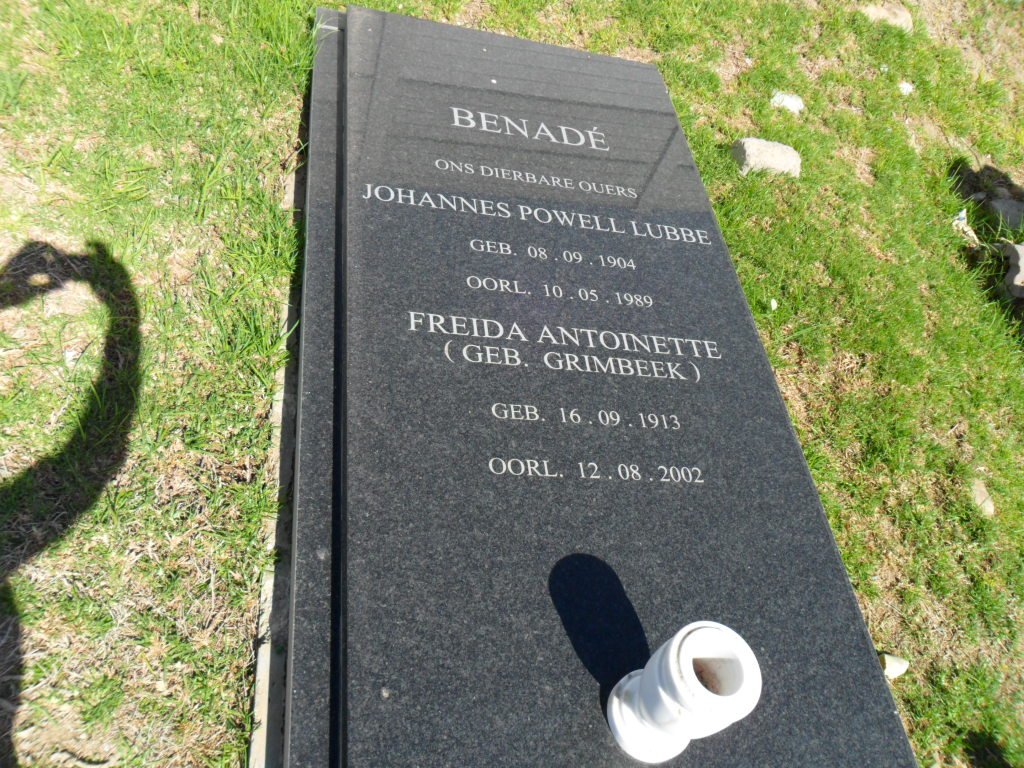 BENADÉ
ONS DIERBARE OUERS
JOHANNES POWELL LUBBE
GEB. 08.09.1904
OORL. 10.05.1989
FREIDA ANTOINETTE
(GEB. GRIMBEEK)
GEB. 16.09.1913
OORL. 12.08.2002